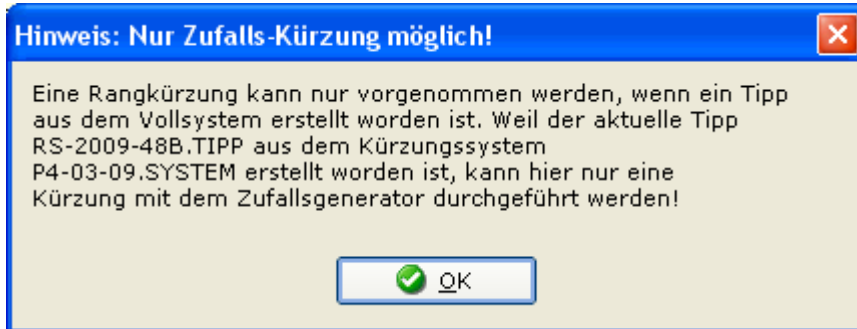 Hinweis: Nur Zufalls-Kürzung möglich!
Eine Rangkürzung kann nur vorgenommen werden, wenn ein Tipp
aus dem Vollsystem erstellt worden ist. Weil der aktuelle Tipp
RS-2009-48B.TIPP aus dem Kürzungssystem
P4-03-09.SYSTEM erstellt worden ist, kann hier nur eine
Kürzung mit dem Zufallsgenerator durchgeführt werden!
OK